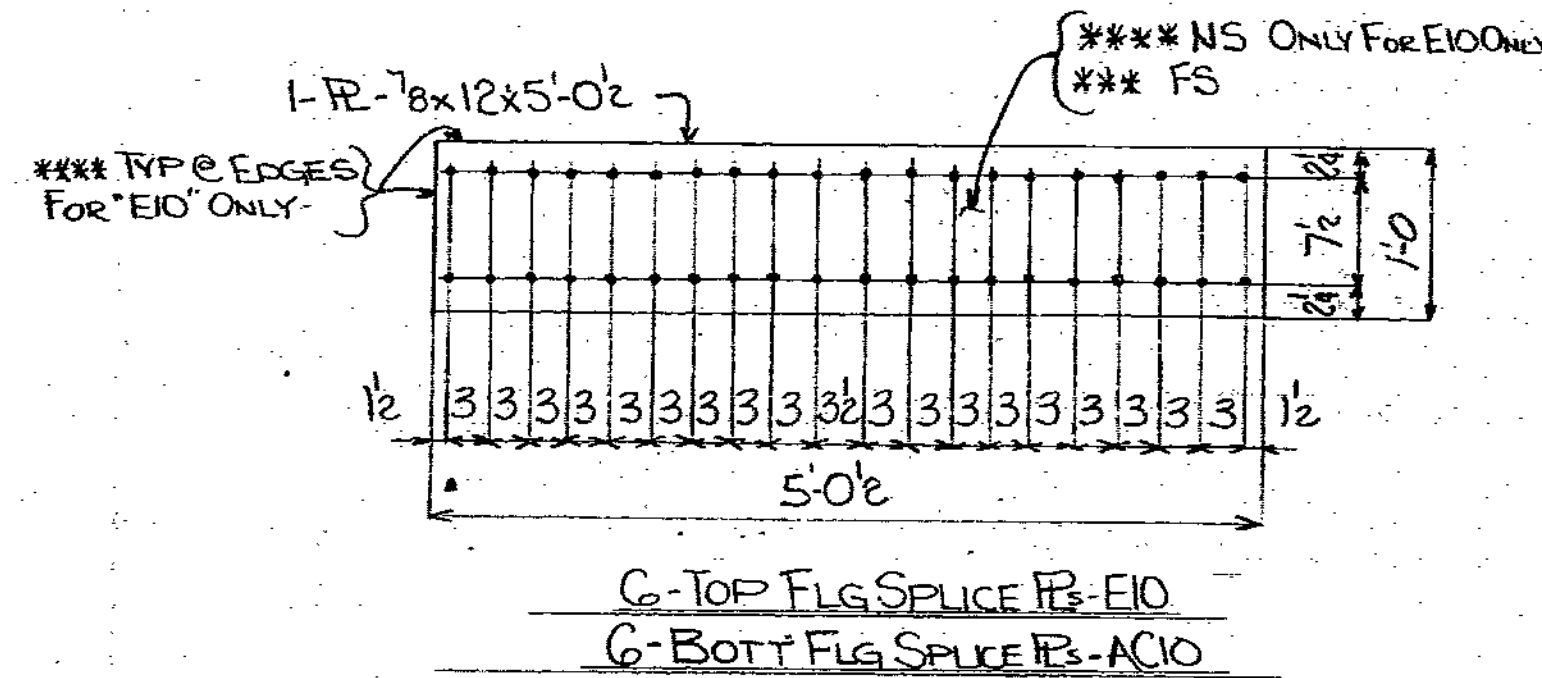 **** NS ONLY FOR E10 ONLY
*** FS
1-PL-7/8x12x5'-0 1/2
**** TYP @ EDGES
FOR "E10" ONLY-
2 1/4
7 1/2
2 1/4
1'-0
1 1/2 3 3 3 3 3 3 3 3 3 3 1/2 3 3 3 3 3 3 3 3 3 1 1/2
5'-0 1/2
6-TOP FLG SPLICE PLs-E10
6-BOTT FLG SPLICE PLs-AC10